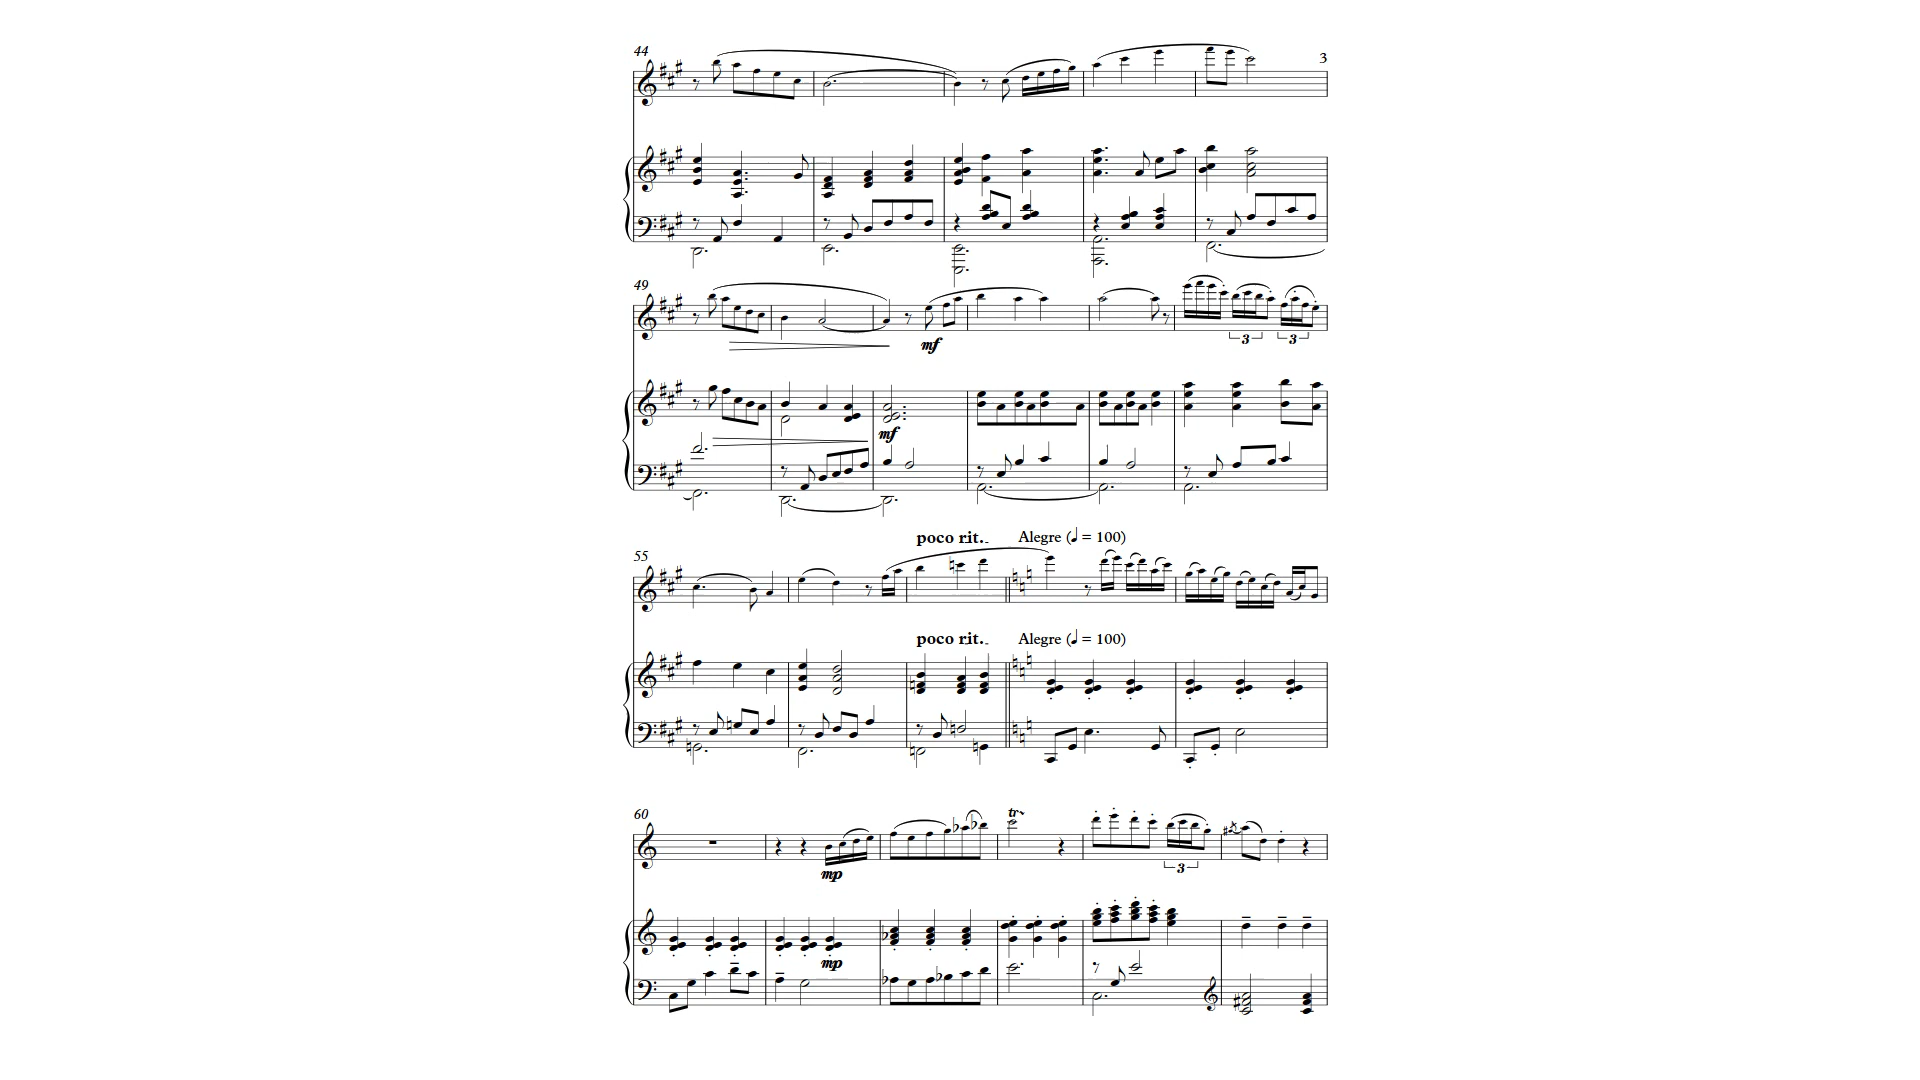 44
3
49
mf
3 3
mf
poco rit. Alegre (♩ = 100)
55
poco rit. Alegre (♩ = 100)
60
tr
mp
3
mp